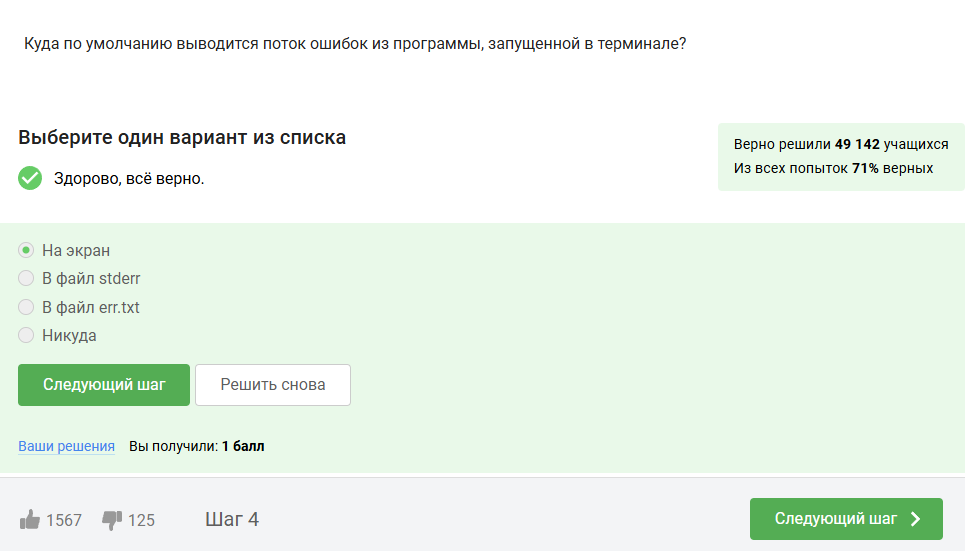 Куда по умолчанию выводится поток ошибок из программы, запущенной в терминале?
Выберите один вариант из списка
Верно решили 49 142 учащихся
Из всех попыток 71% верных
Здорово, всё верно.
На экран
В файл stderr
В файл err.txt
Никуда
Следующий шаг
Решить снова
Ваши решения Вы получили: 1 балл
1567 125 Шаг 4 Следующий шаг